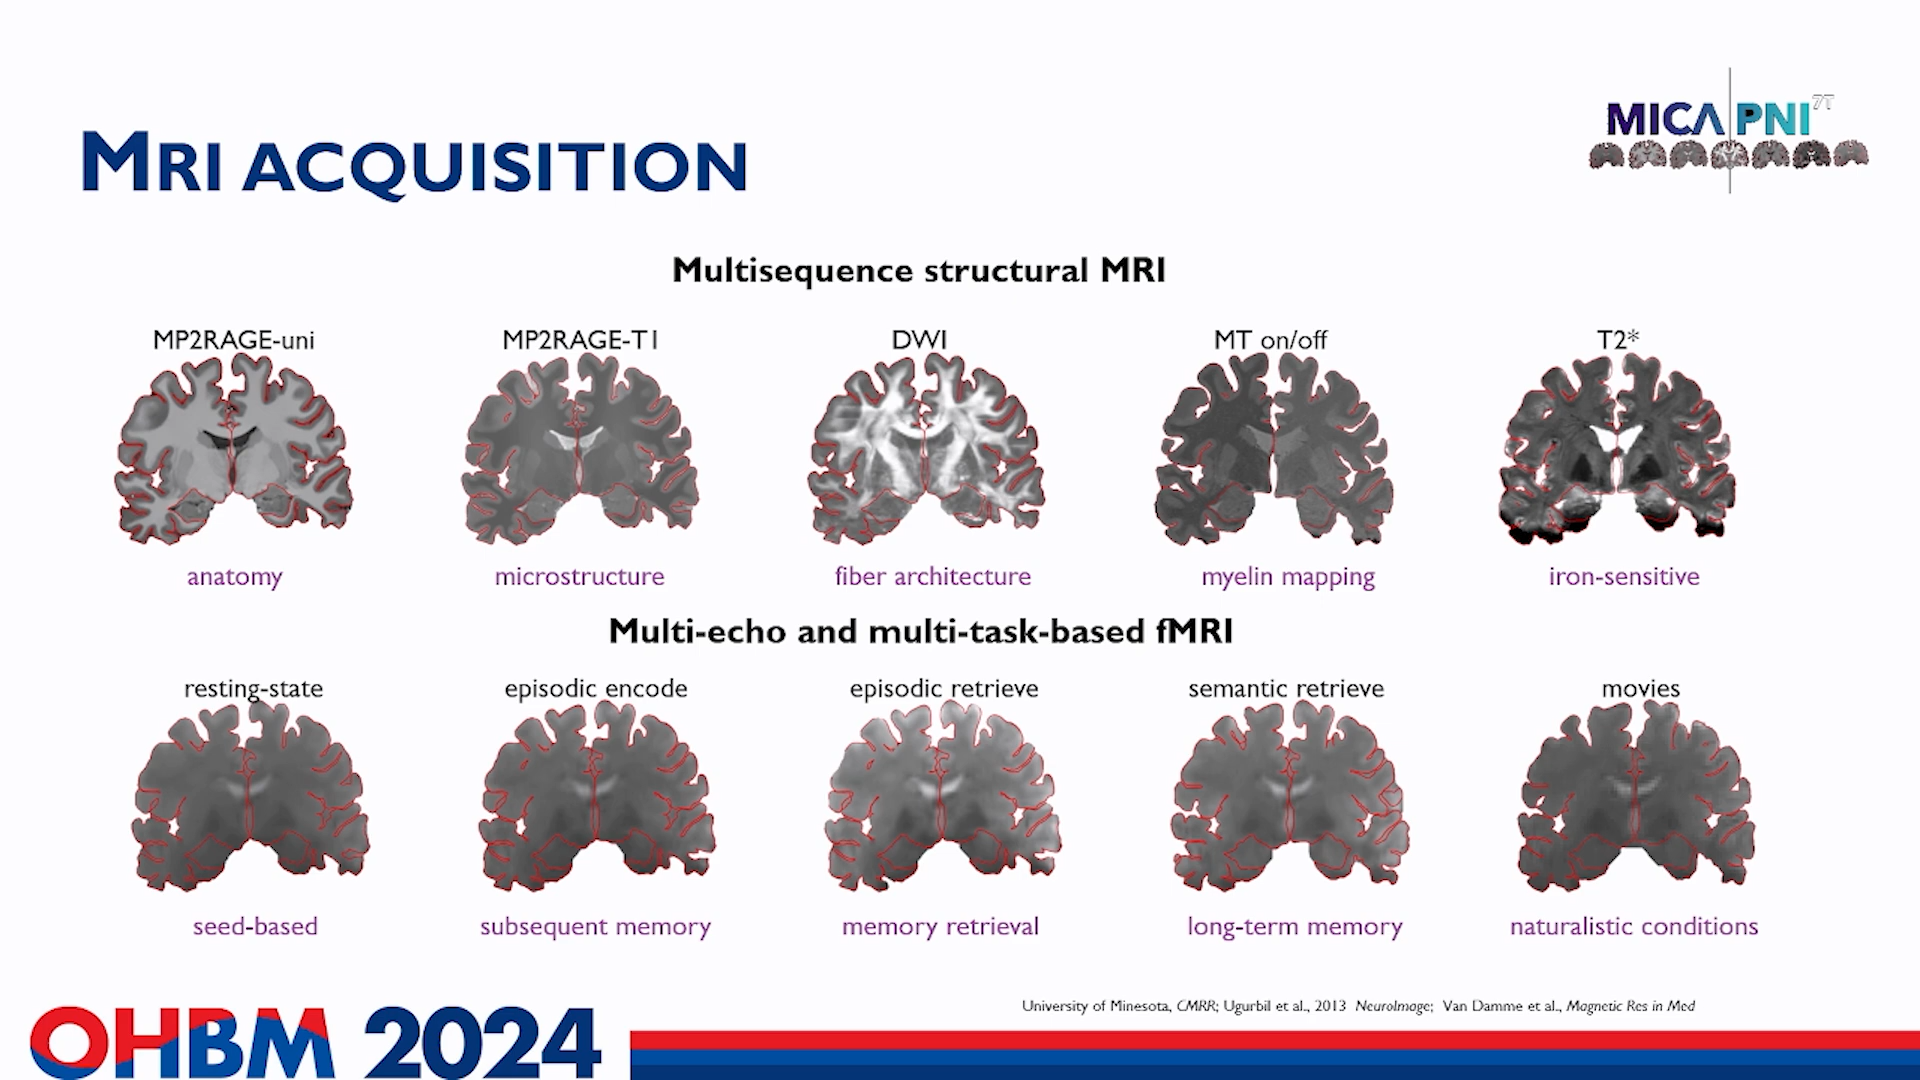 MICA PNI 7T
MRI ACQUISITION
Multisequence structural MRI
MP2RAGE-uni MP2RAGE-T1 DWI MT on/off T2*
anatomy microstructure fiber architecture myelin mapping iron-sensitive
Multi-echo and multi-task-based fMRI
resting-state episodic encode episodic retrieve semantic retrieve movies
seed-based subsequent memory memory retrieval long-term memory naturalistic conditions
University of Minesota, CMRR; Ugurbil et al., 2013 NeuroImage; Van Damme et al., Magnetic Res in Med
OHBM 2024